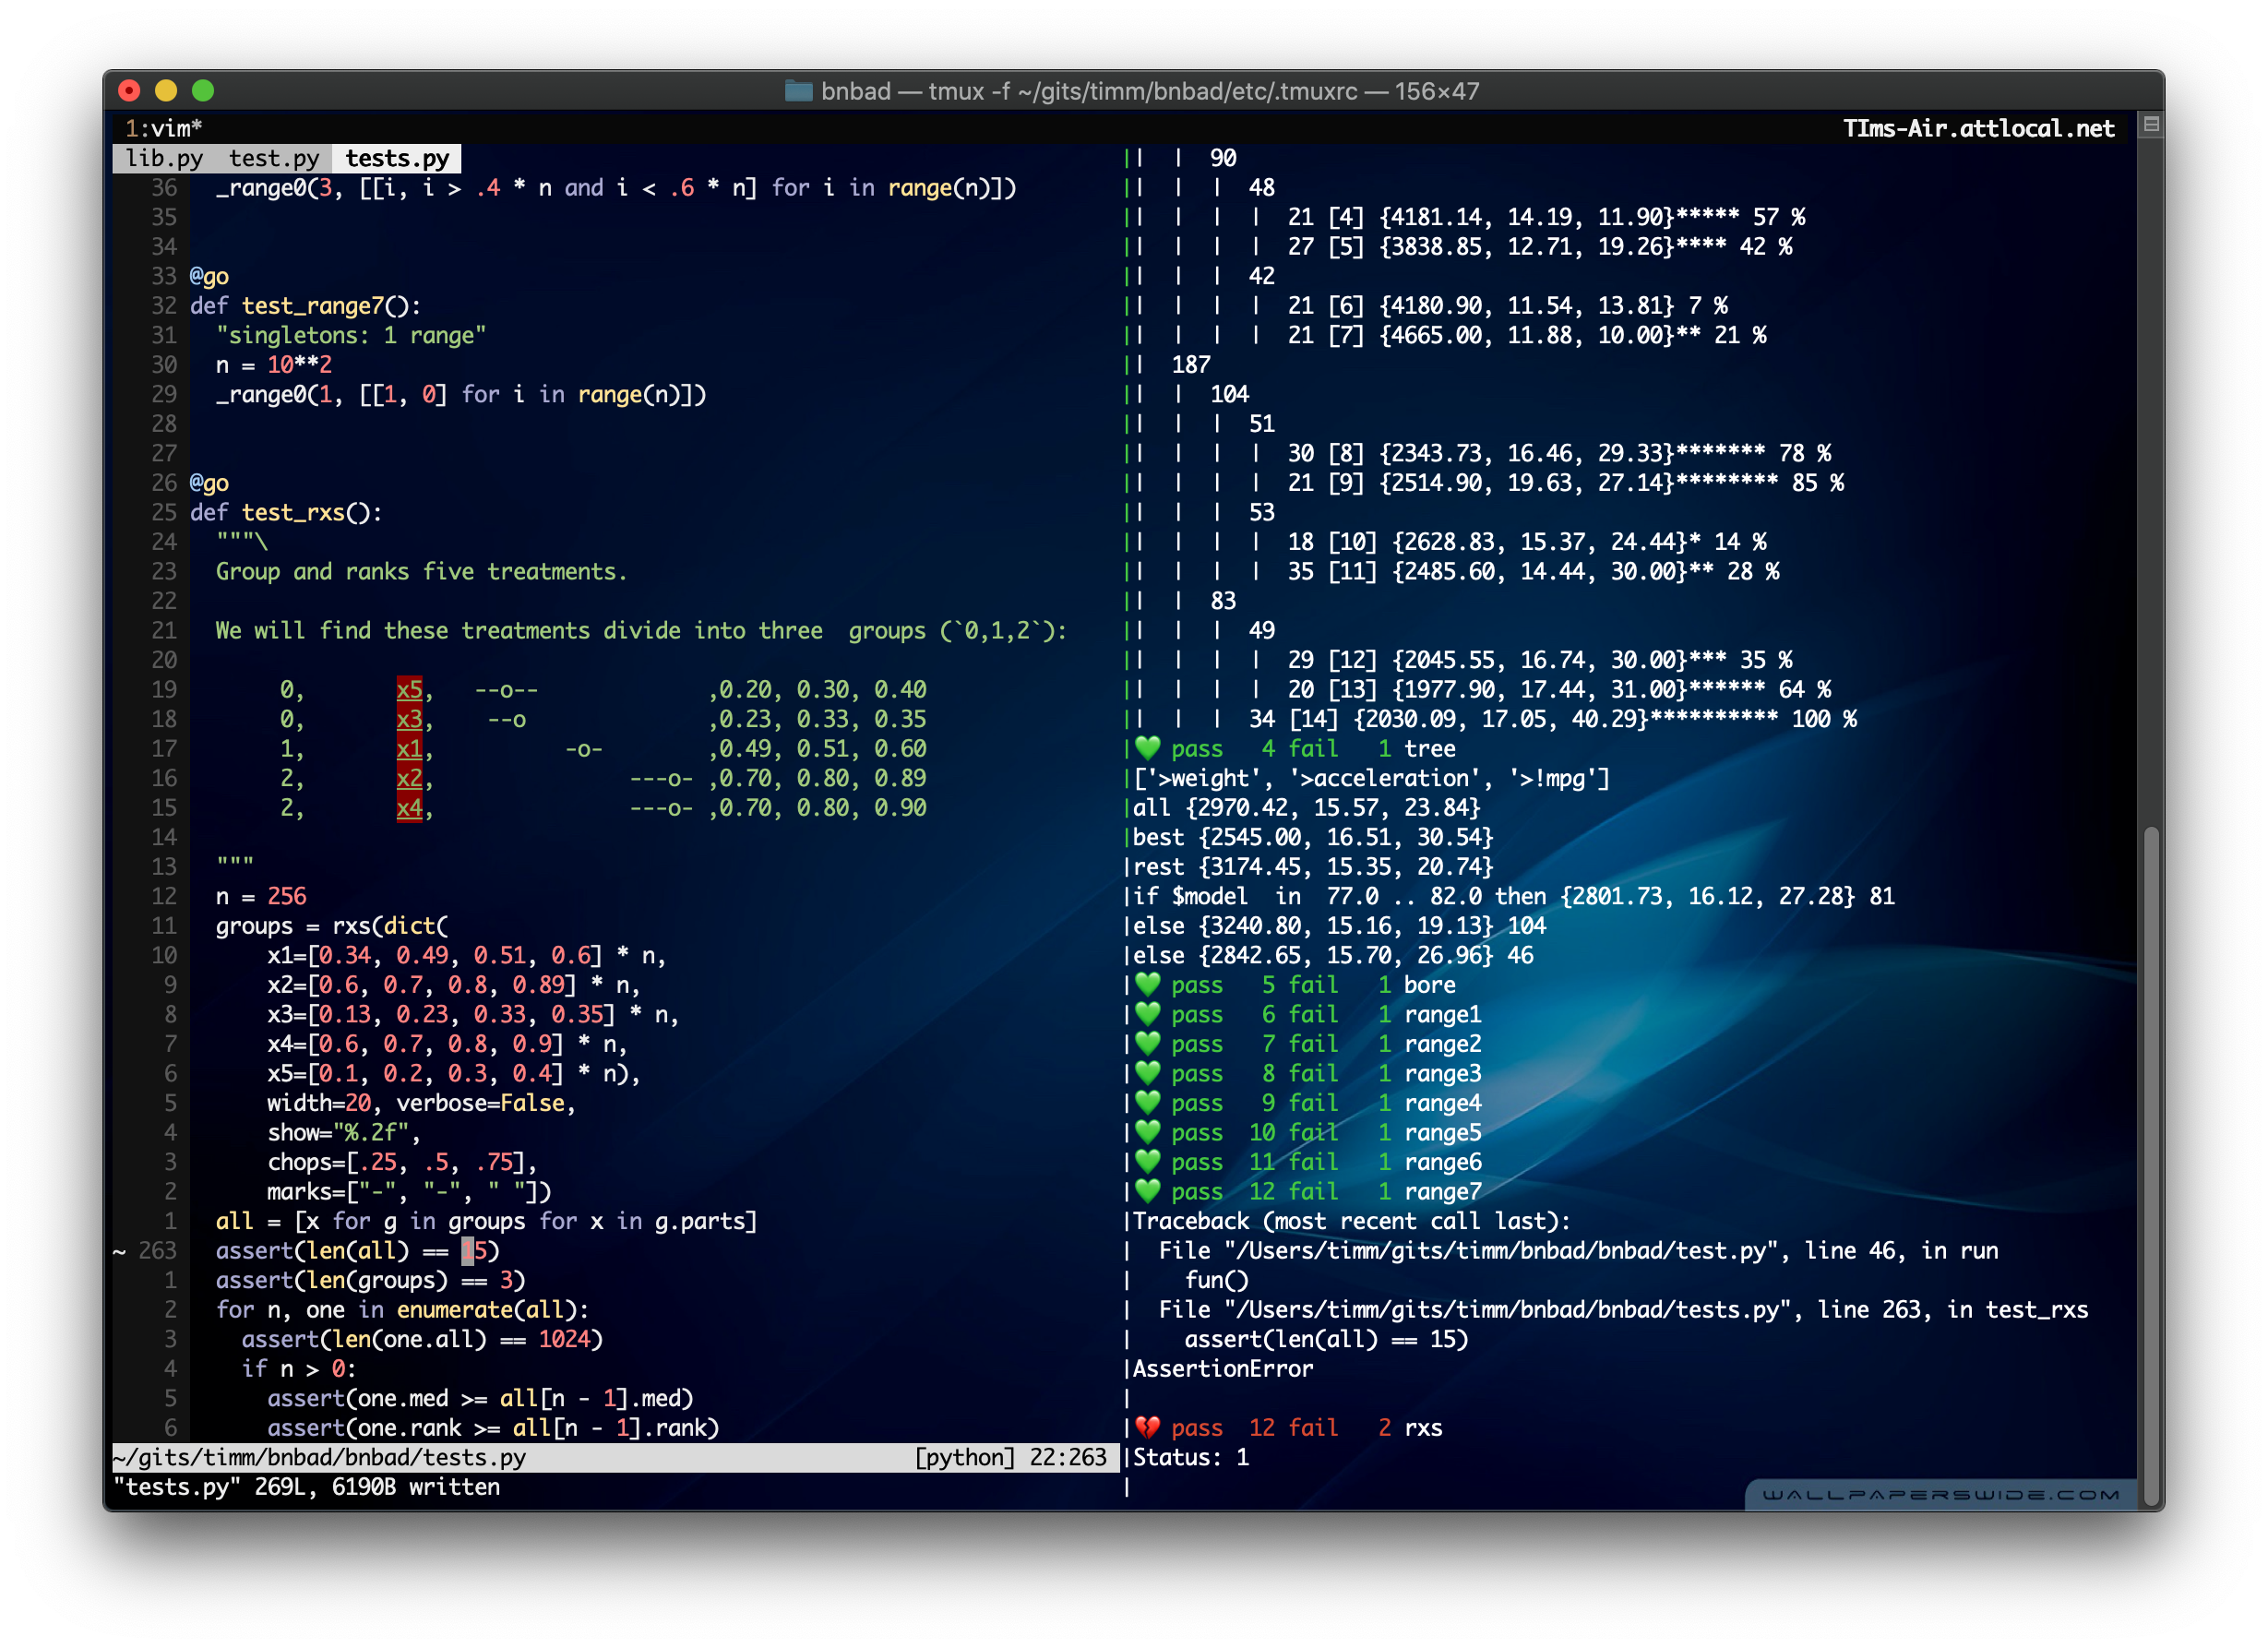 bnbad — tmux -f ~/gits/timm/bnbad/etc/.tmuxrc — 156×47
1:vim*
TIms-Air.attlocal.net
lib.py  test.py  tests.py
36   _range0(3, [[i, i > .4 * n and i < .6 * n] for i in range(n)])
35
34
33 @go
32 def test_range7():
31   "singletons: 1 range"
30   n = 10**2
29   _range0(1, [[1, 0] for i in range(n)])
28
27
26 @go
25 def test_rxs():
24   """\
23   Group and ranks five treatments.
22
21   We will find these treatments divide into three  groups (`0,1,2`):
20
19        0,       x5,   --o--             ,0.20, 0.30, 0.40
18        0,       x3,    --o              ,0.23, 0.33, 0.35
17        1,       x1,          -o-        ,0.49, 0.51, 0.60
16        2,       x2,               ---o- ,0.70, 0.80, 0.89
15        2,       x4,               ---o- ,0.70, 0.80, 0.90
14
13   """
12   n = 256
11   groups = rxs(dict(
10       x1=[0.34, 0.49, 0.51, 0.6] * n,
9       x2=[0.6, 0.7, 0.8, 0.89] * n,
8       x3=[0.13, 0.23, 0.33, 0.35] * n,
7       x4=[0.6, 0.7, 0.8, 0.9] * n,
6       x5=[0.1, 0.2, 0.3, 0.4] * n),
5       width=20, verbose=False,
4       show="%.2f",
3       chops=[.25, .5, .75],
2       marks=["-", "-", " "])
1   all = [x for g in groups for x in g.parts]
~ 263   assert(len(all) == 15)
1   assert(len(groups) == 3)
2   for n, one in enumerate(all):
3     assert(len(one.all) == 1024)
4     if n > 0:
5       assert(one.med >= all[n - 1].med)
6       assert(one.rank >= all[n - 1].rank)
~/gits/timm/bnbad/bnbad/tests.py [python] 22:263
"tests.py" 269L, 6190B written
||  |  90
||  |  |  48
||  |  |  |  21 [4] {4181.14, 14.19, 11.90}***** 57 %
||  |  |  |  27 [5] {3838.85, 12.71, 19.26}**** 42 %
||  |  |  42
||  |  |  |  21 [6] {4180.90, 11.54, 13.81} 7 %
||  |  |  |  21 [7] {4665.00, 11.88, 10.00}** 21 %
||  187
||  |  104
||  |  |  51
||  |  |  |  30 [8] {2343.73, 16.46, 29.33}******* 78 %
||  |  |  |  21 [9] {2514.90, 19.63, 27.14}******** 85 %
||  |  |  53
||  |  |  |  18 [10] {2628.83, 15.37, 24.44}* 14 %
||  |  |  |  35 [11] {2485.60, 14.44, 30.00}** 28 %
||  |  83
||  |  |  49
||  |  |  |  29 [12] {2045.55, 16.74, 30.00}*** 35 %
||  |  |  |  20 [13] {1977.90, 17.44, 31.00}****** 64 %
||  |  |  34 [14] {2030.09, 17.05, 40.29}********** 100 %
|💚 pass   4 fail   1 tree
|['>weight', '>acceleration', '>!mpg']
|all {2970.42, 15.57, 23.84}
|best {2545.00, 16.51, 30.54}
|rest {3174.45, 15.35, 20.74}
|if $model  in  77.0 .. 82.0 then {2801.73, 16.12, 27.28} 81
|else {3240.80, 15.16, 19.13} 104
|else {2842.65, 15.70, 26.96} 46
|💚 pass   5 fail   1 bore
|💚 pass   6 fail   1 range1
|💚 pass   7 fail   1 range2
|💚 pass   8 fail   1 range3
|💚 pass   9 fail   1 range4
|💚 pass  10 fail   1 range5
|💚 pass  11 fail   1 range6
|💚 pass  12 fail   1 range7
|Traceback (most recent call last):
|  File "/Users/timm/gits/timm/bnbad/bnbad/test.py", line 46, in run
|    fun()
|  File "/Users/timm/gits/timm/bnbad/bnbad/tests.py", line 263, in test_rxs
|    assert(len(all) == 15)
|AssertionError
|
|💔 pass  12 fail   2 rxs
|Status: 1
|
WALLPAPERSWIDE.COM